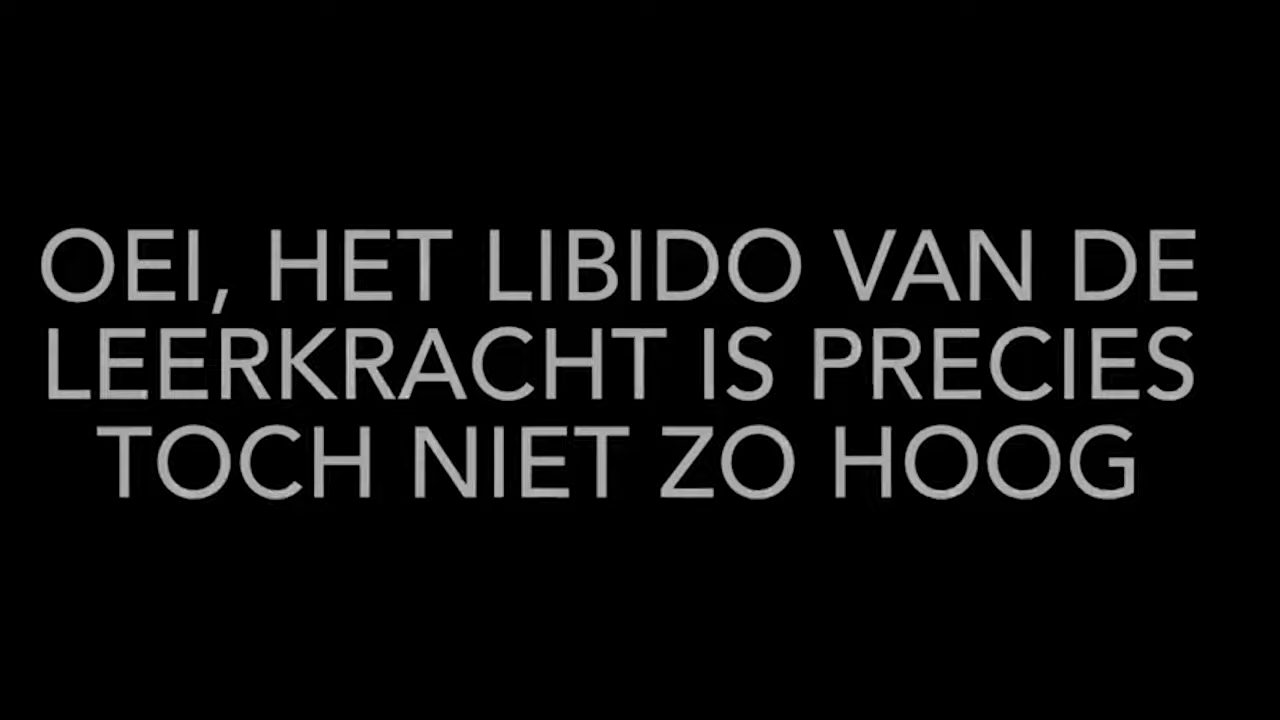 OEI, HET LIBIDO VAN DE
LEERKRACHT IS PRECIES
TOCH NIET ZO HOOG